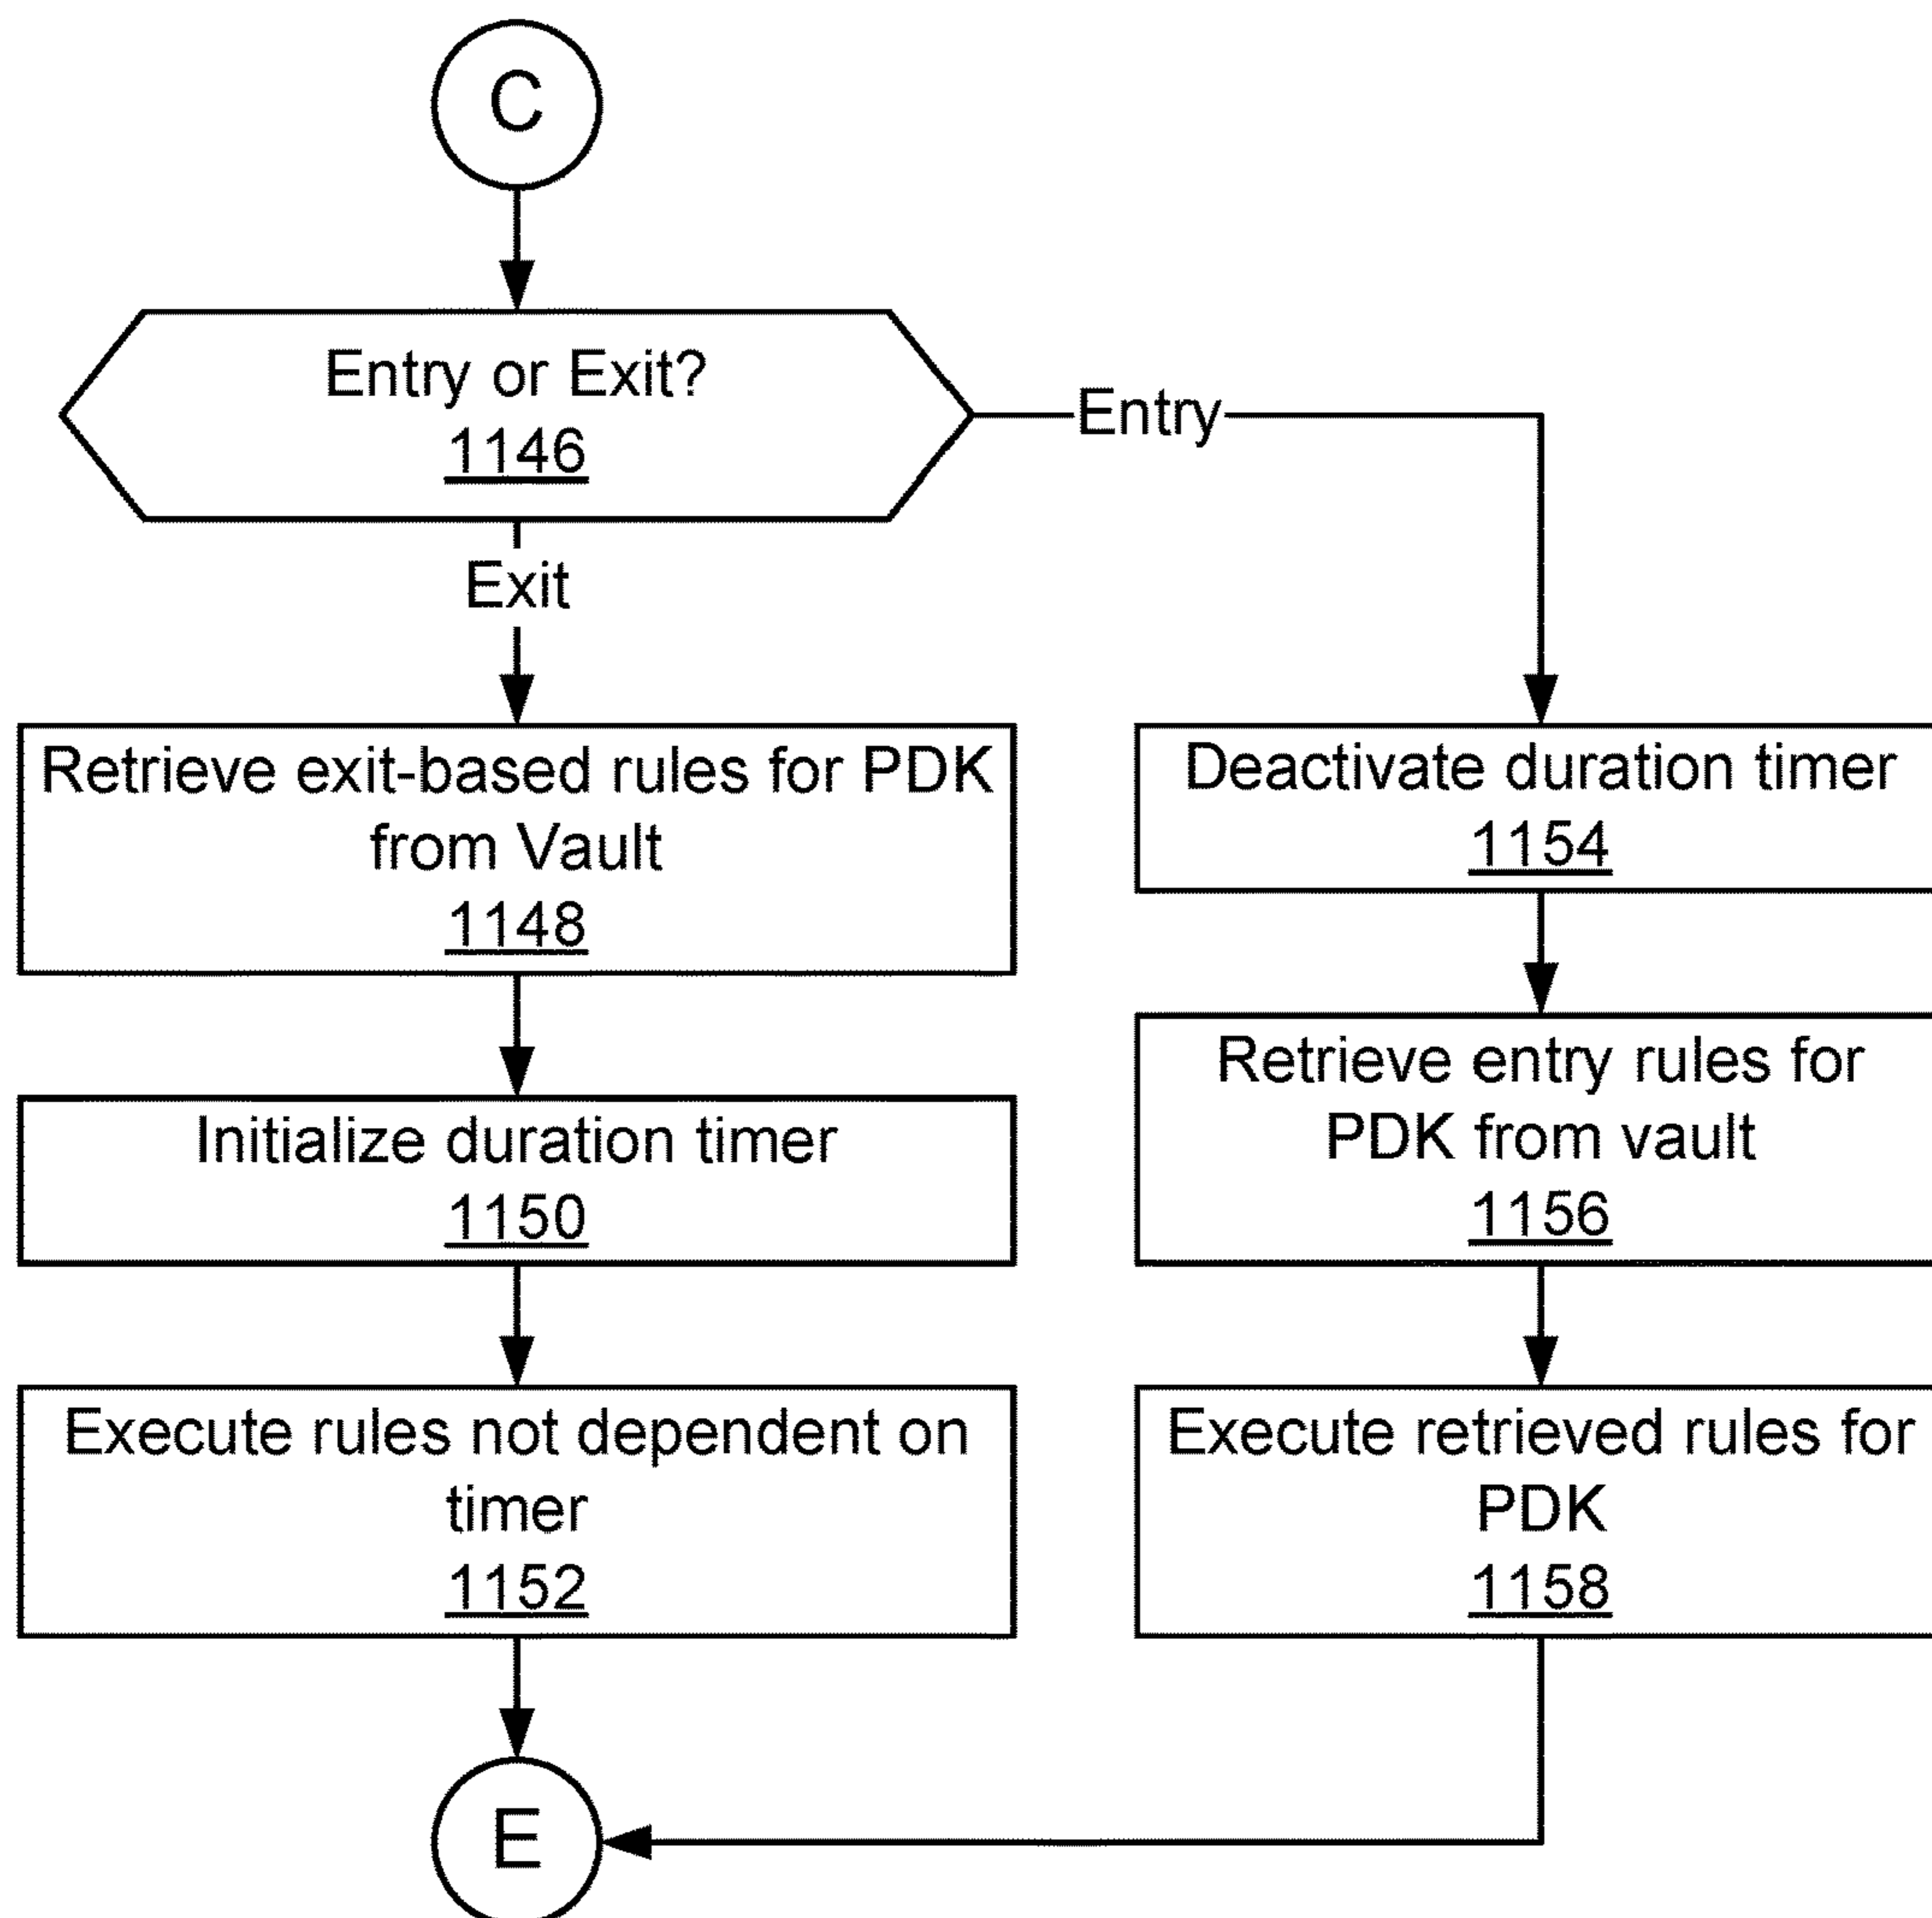 C
Entry or Exit?
1146
Entry
Exit
Retrieve exit-based rules for PDK
from Vault
1148
Initialize duration timer
1150
Execute rules not dependent on
timer
1152
Deactivate duration timer
1154
Retrieve entry rules for
PDK from vault
1156
Execute retrieved rules for
PDK
1158
E